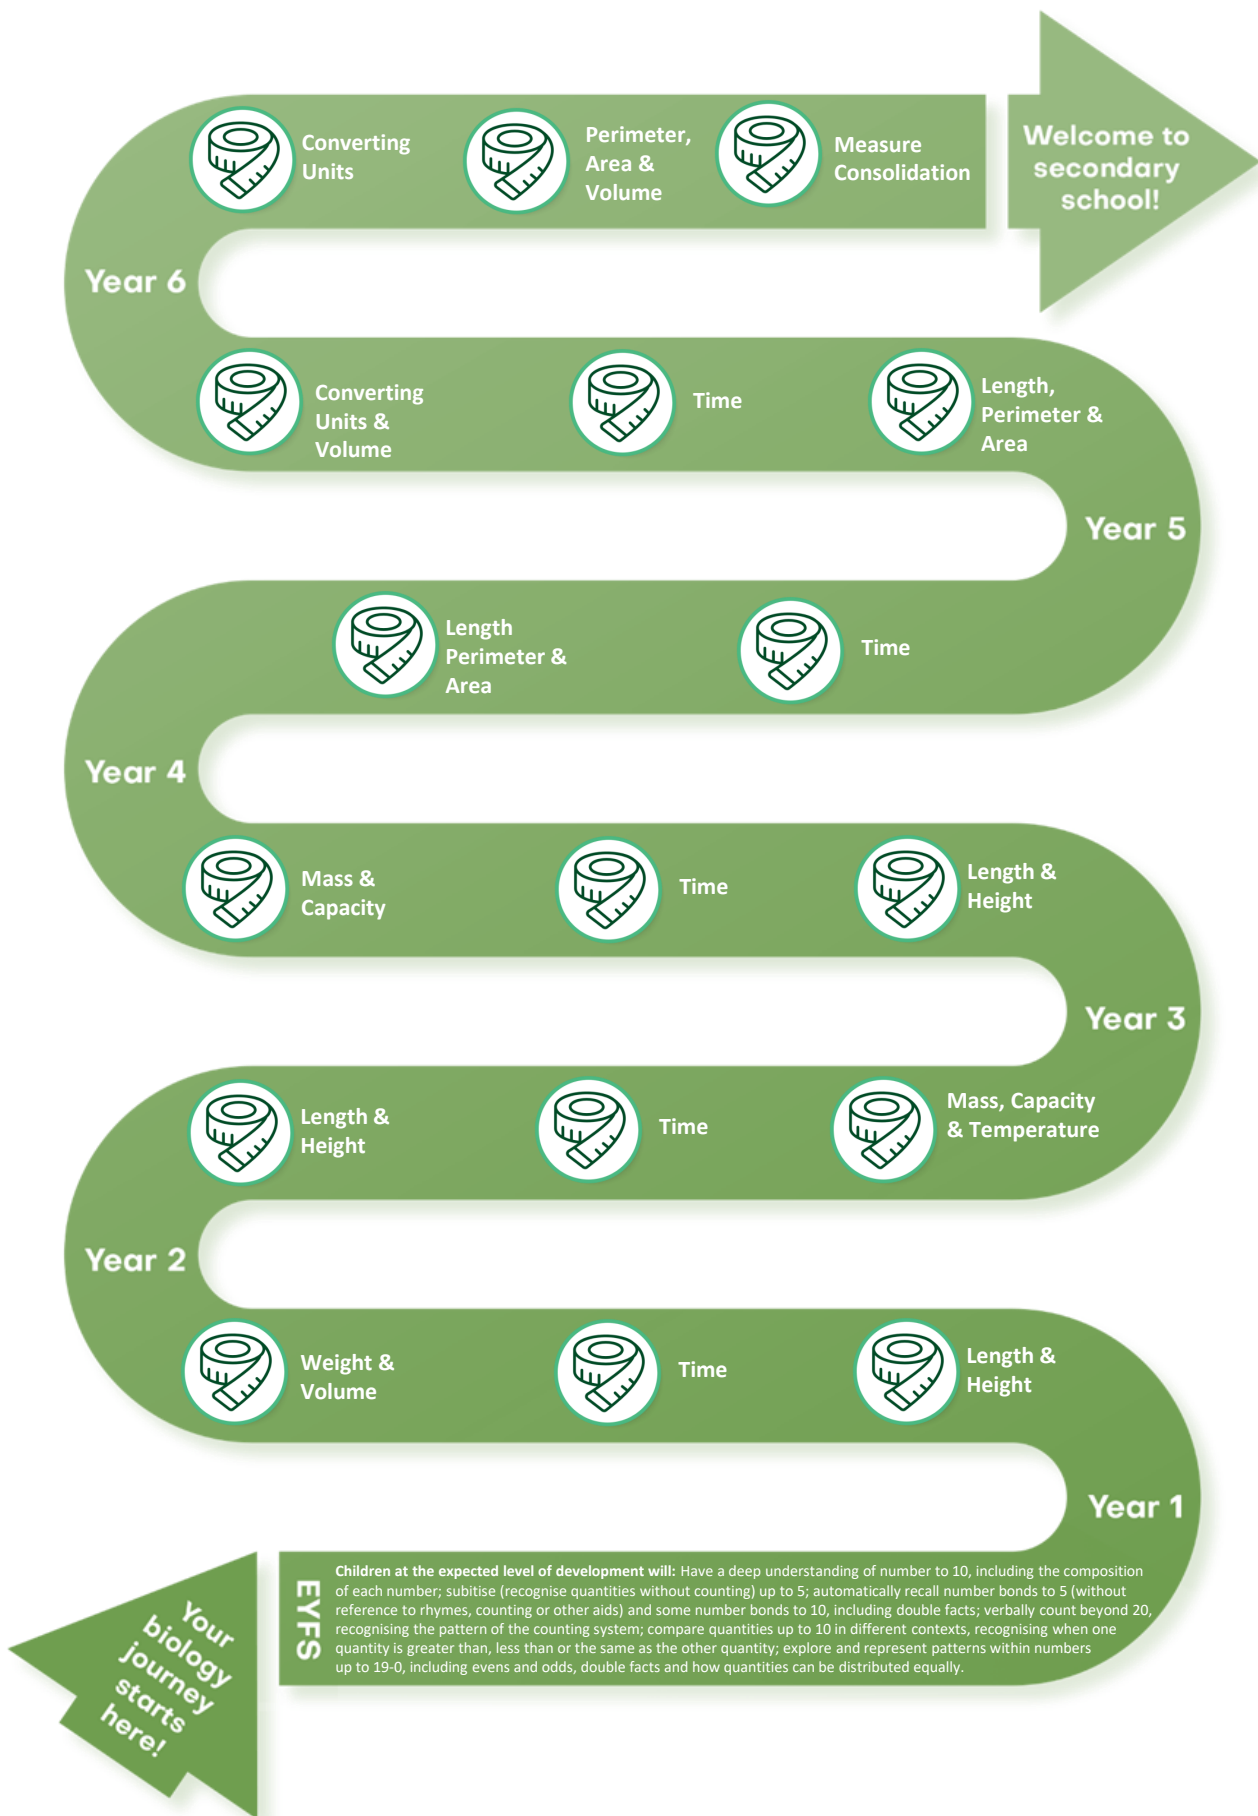 Converting
Units
Perimeter,
Area &
Volume
Measure
Consolidation
Welcome to
secondary
school!
Year 6
Converting
Units &
Volume
Time
Length,
Perimeter &
Area
Year 5
Length
Perimeter &
Area
Time
Year 4
Mass &
Capacity
Time
Length &
Height
Year 3
Length &
Height
Time
Mass, Capacity
& Temperature
Year 2
Weight &
Volume
Time
Length &
Height
Year 1
EYFS
Children at the expected level of development will: Have a deep understanding of number to 10, including the composition
of each number; subitise (recognise quantities without counting) up to 5; automatically recall number bonds to 5 (without
reference to rhymes, counting or other aids) and some number bonds to 10, including double facts; verbally count beyond 20,
recognising the pattern of the counting system; compare quantities up to 10 in different contexts, recognising when one
quantity is greater than, less than or the same as the other quantity; explore and represent patterns within numbers
up to 19-0, including evens and odds, double facts and how quantities can be distributed equally.
Your
biology
journey
starts
here!